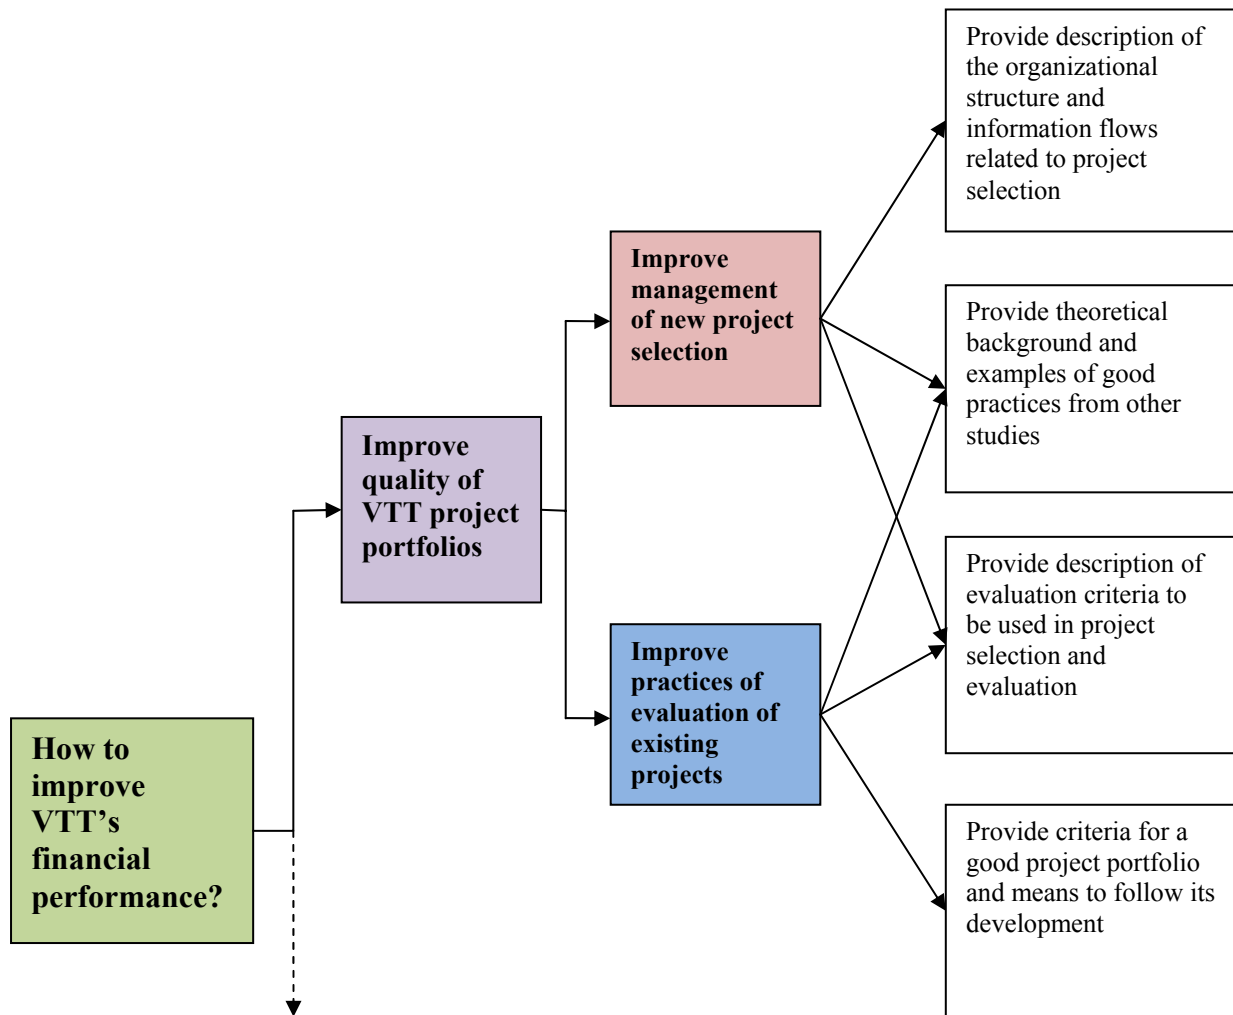 Provide description of
the organizational
structure and
information flows
related to project
selection
Improve
management
of new project
selection
Provide theoretical
background and
examples of good
practices from other
studies
Improve
quality of
VTT project
portfolios
Provide description of
evaluation criteria to
be used in project
selection and
evaluation
Improve
practices of
evaluation of
existing
projects
How to
improve
VTT’s
financial
performance?
Provide criteria for a
good project portfolio
and means to follow its
development